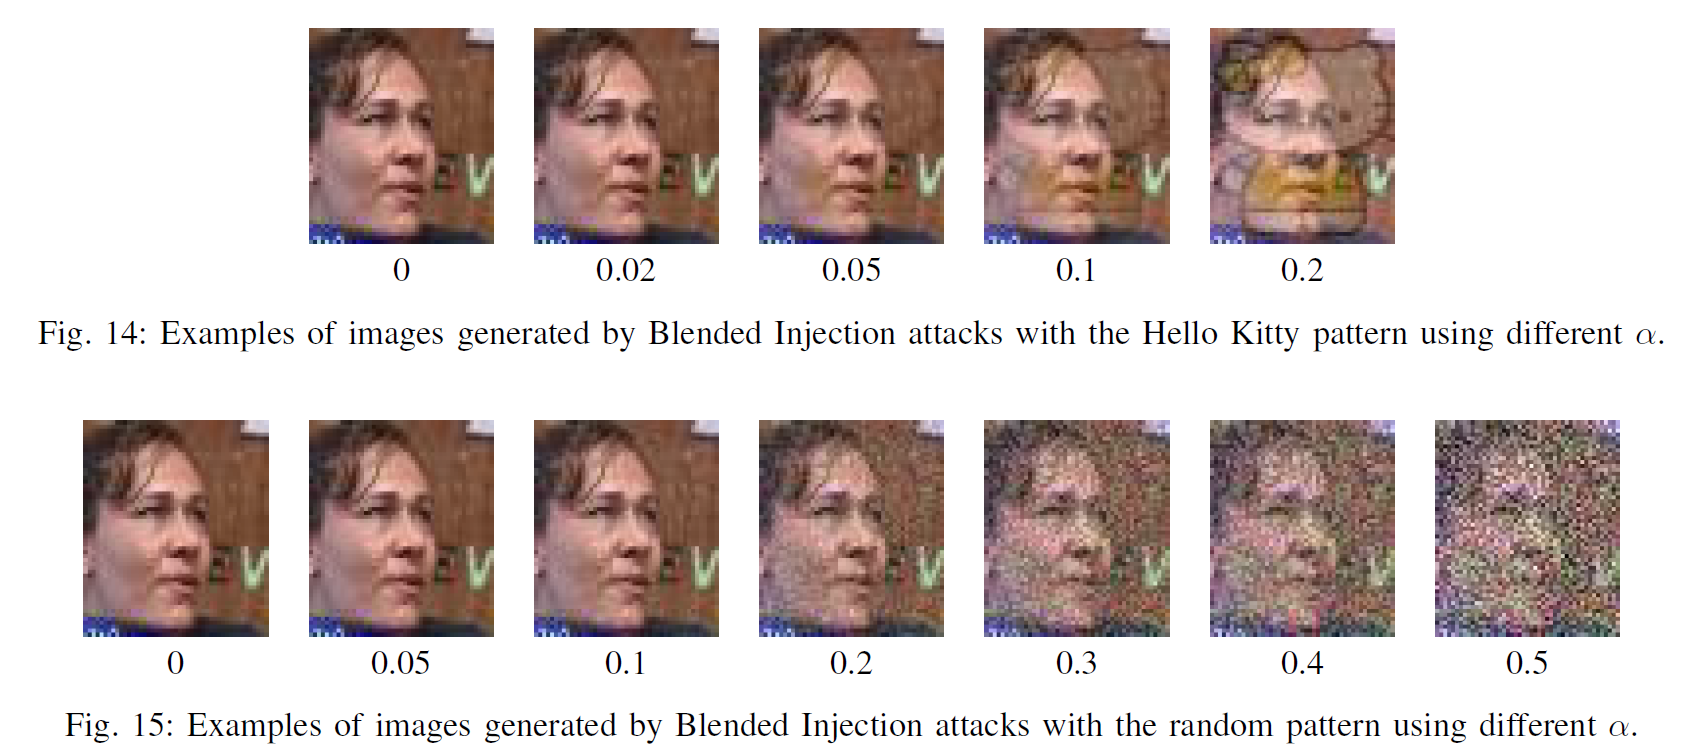 0 0.02 0.05 0.1 0.2
Fig. 14: Examples of images generated by Blended Injection attacks with the Hello Kitty pattern using different α.
0 0.05 0.1 0.2 0.3 0.4 0.5
Fig. 15: Examples of images generated by Blended Injection attacks with the random pattern using different α.